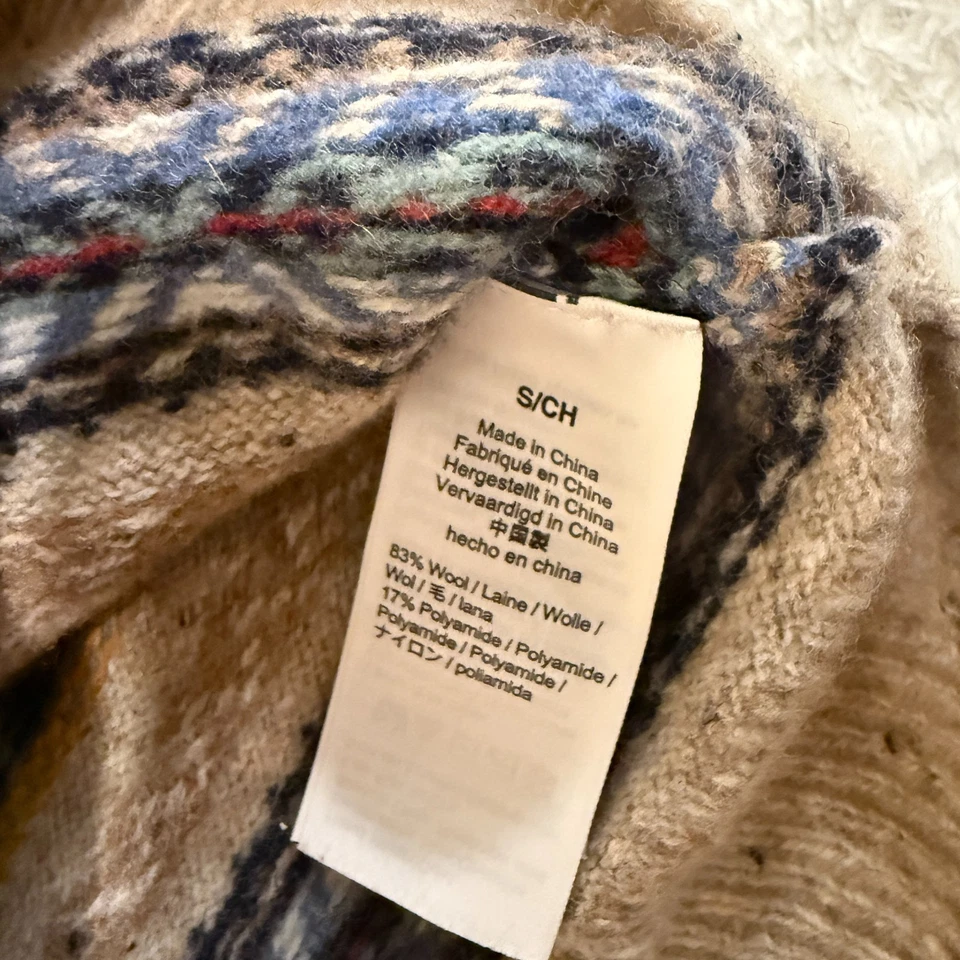 S/CH
Made in China
Fabriqué en Chine
Hergestellt in China
Vervaardigd in China
中国製
hecho en china
83% Wool / Laine / Wolle /
Wol / 毛 / lana
17% Polyamide / Polyamide /
Polyamide / Polyamide /
ナイロン / poliamida